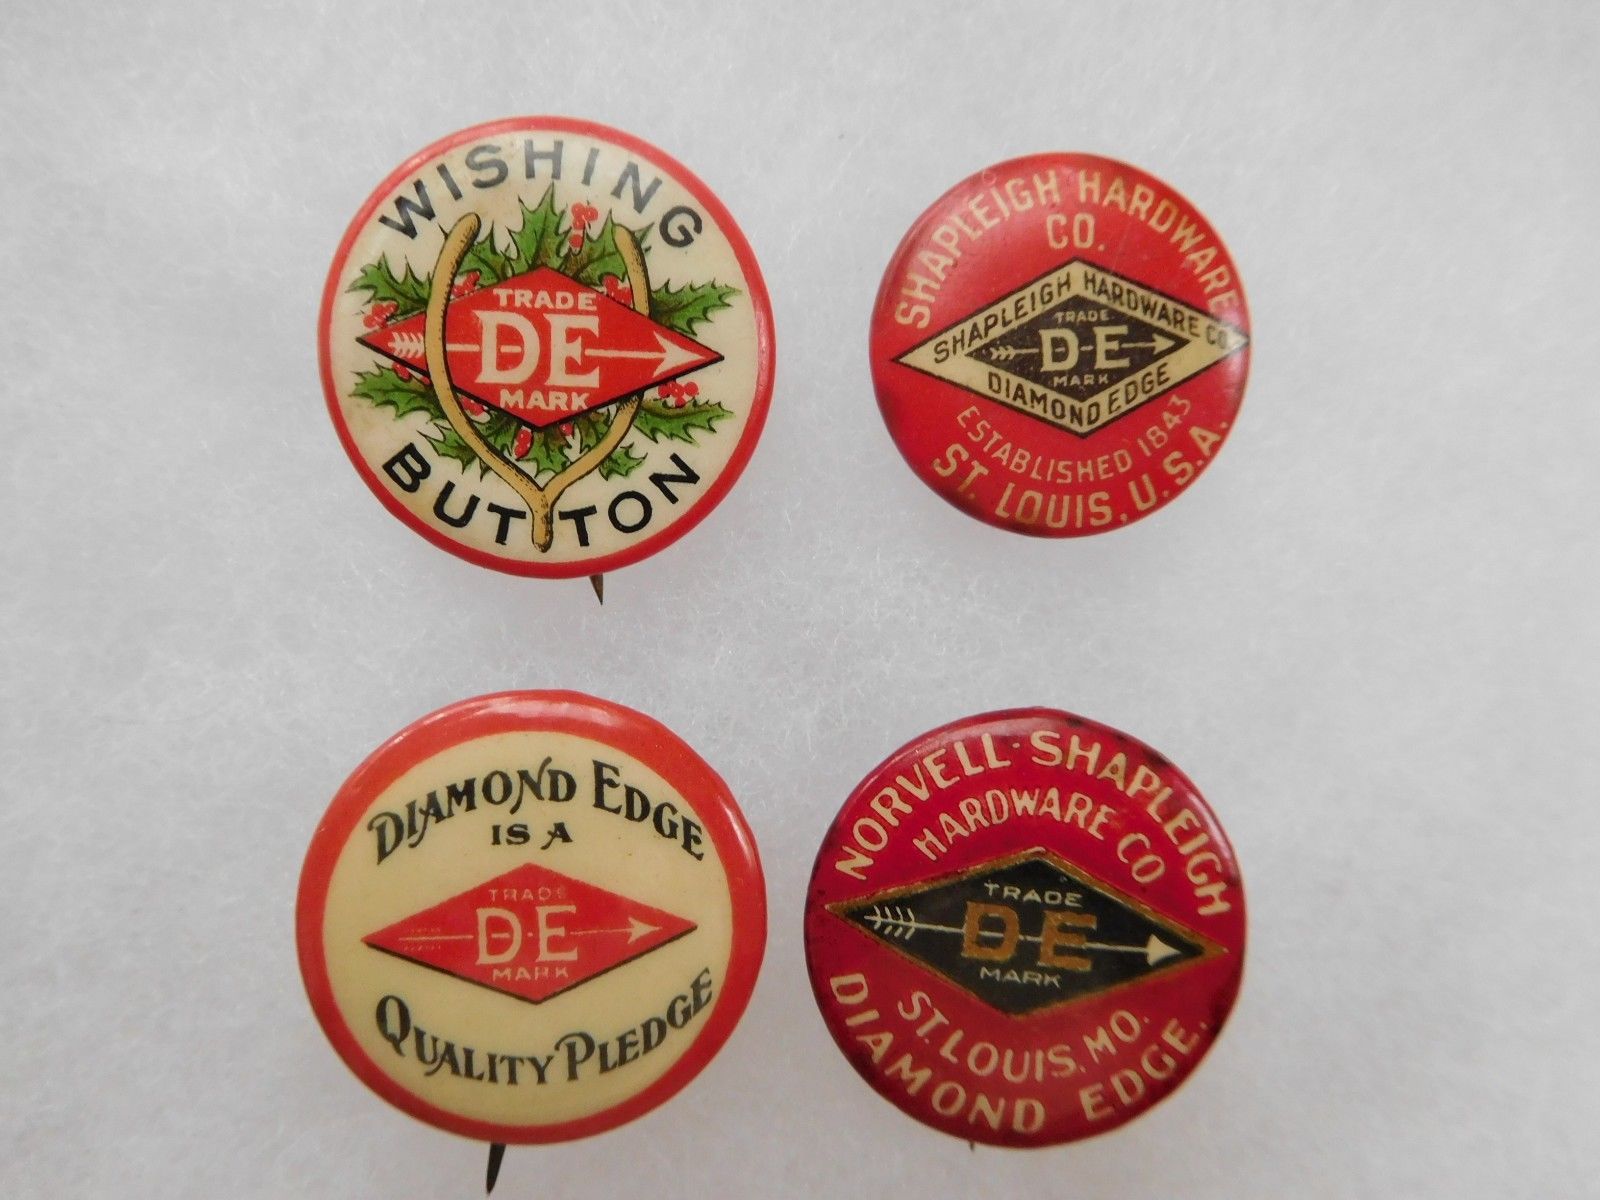 WISHING
TRADE
D-E
MARK
BUTTON
SHAPLEIGH HARDWARE
CO.
SHAPLEIGH HARDWARE CO.
TRADE
D-E
MARK
DIAMOND EDGE
ESTABLISHED 1843
ST. LOUIS, U.S.A.
DIAMOND EDGE
IS A
TRADE
D-E
MARK
QUALITY PLEDGE
NORVELL-SHAPLEIGH
HARDWARE CO
TRADE
D-E
MARK
ST. LOUIS, MO.
DIAMOND EDGE.